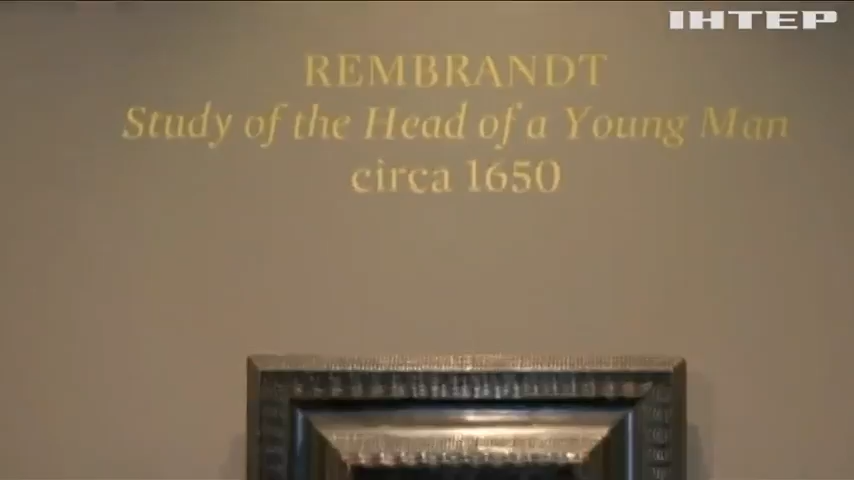 ІНТЕР
REMBRANDT
Study of the Head of a Young Man
circa 1650